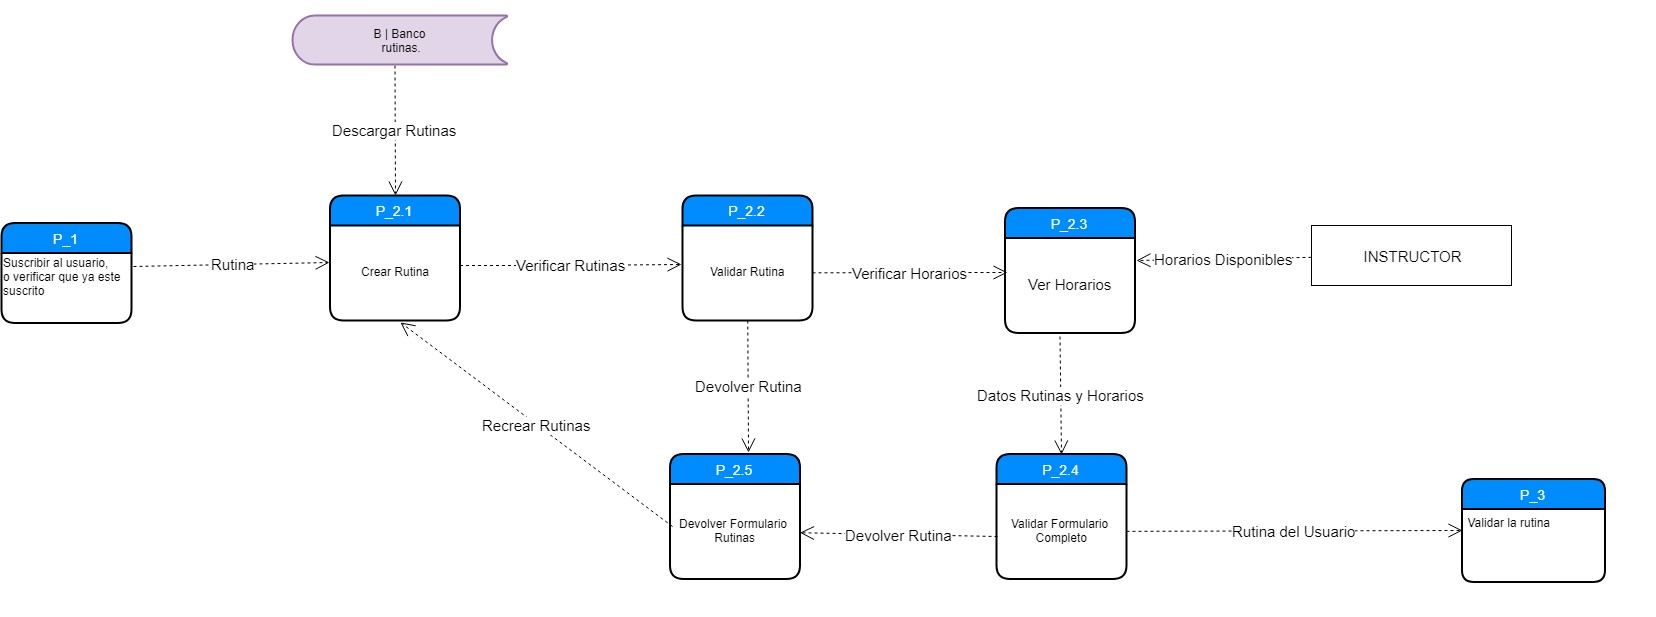 B | Banco
rutinas.
Descargar Rutinas
P_1
Suscribir al usuario,
o verificar que ya este
suscrito
Rutina
P_2.1
Crear Rutina
Verificar Rutinas
P_2.2
Validar Rutina
Verificar Horarios
P_2.3
Ver Horarios
Horarios Disponibles
INSTRUCTOR
Devolver Rutina
Datos Rutinas y Horarios
Recrear Rutinas
P_2.5
Devolver Formulario
Rutinas
Devolver Rutina
P_2.4
Validar Formulario
Completo
Rutina del Usuario
P_3
Validar la rutina